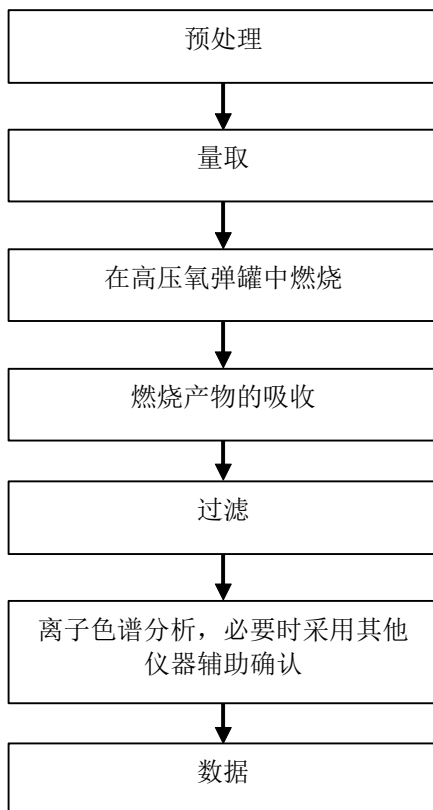 预处理
量取
在高压氧弹罐中燃烧
燃烧产物的吸收
过滤
离子色谱分析，必要时采用其他
仪器辅助确认
数据